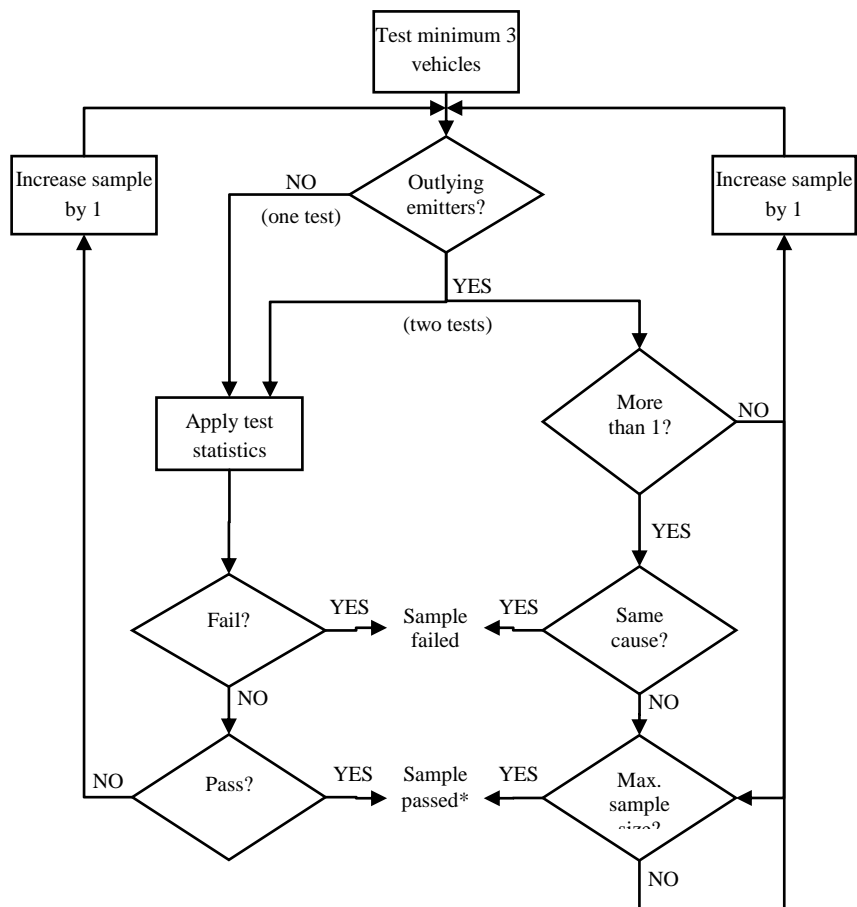 Test minimum 3
vehicles
Increase sample
by 1
NO
(one test)
Outlying
emitters?
Increase sample
by 1
YES
(two tests)
Apply test
statistics
More
than 1?
NO
YES
Fail?
YES
Sample
failed
YES
Same
cause?
NO
NO
NO
Pass?
YES
Sample
passed*
YES
Max.
sample
size?
NO